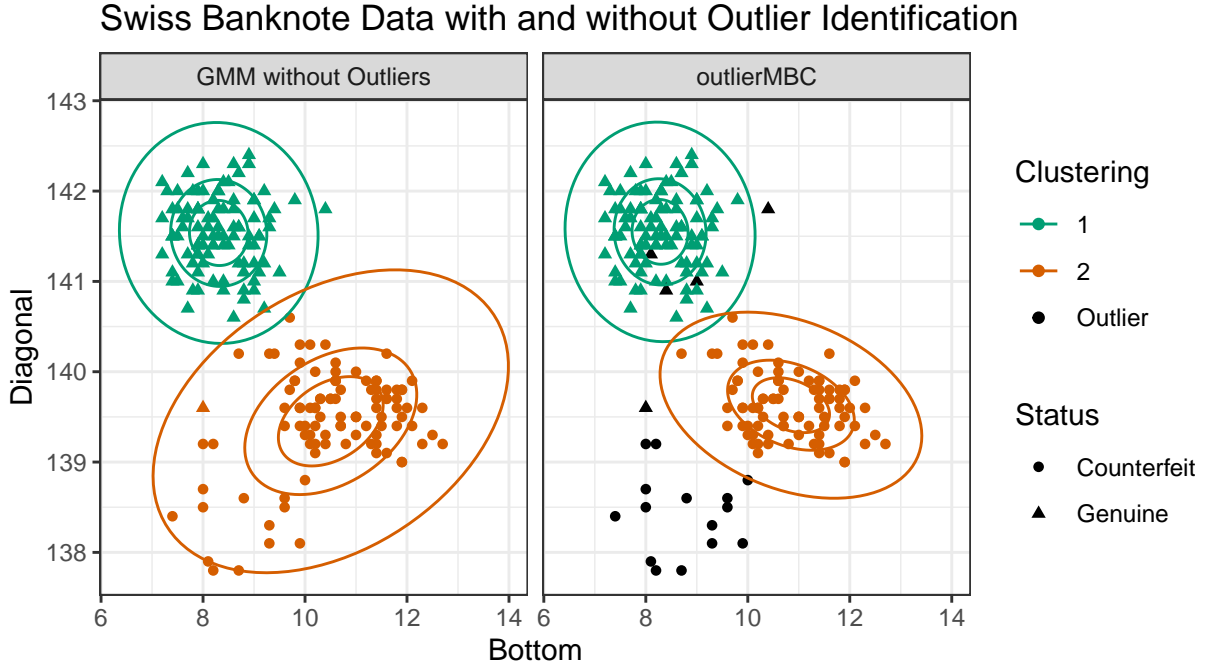 Swiss Banknote Data with and without Outlier Identification
GMM without Outliers
outlierMBC
143
142
141
140
139
138
6 8 10 12 14
6 8 10 12 14
Diagonal
Bottom
Clustering
1
2
Outlier
Status
Counterfeit
Genuine